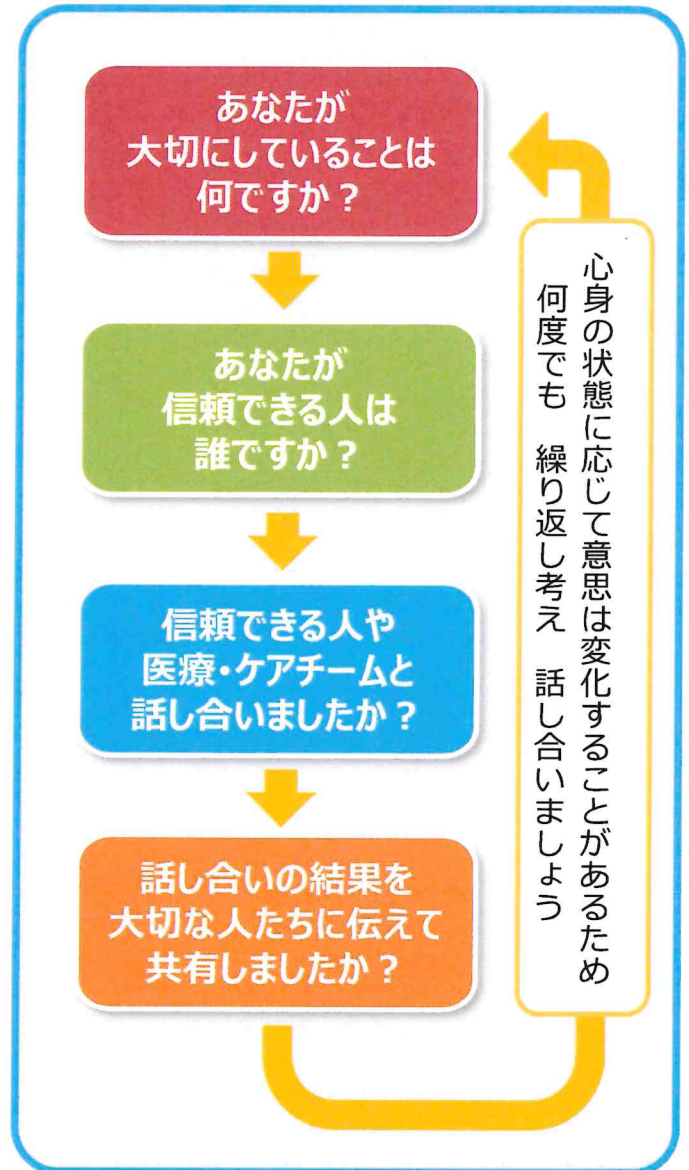 あなたが
大切にしていることは
何ですか？
あなたが
信頼できる人は
誰ですか？
信頼できる人や
医療・ケアチームと
話し合いましたか？
話し合いの結果を
大切な人たちに伝えて
共有しましたか？
心身の状態に応じて意思は変化することがあるため
何度でも　繰り返し考え　話し合いましょう